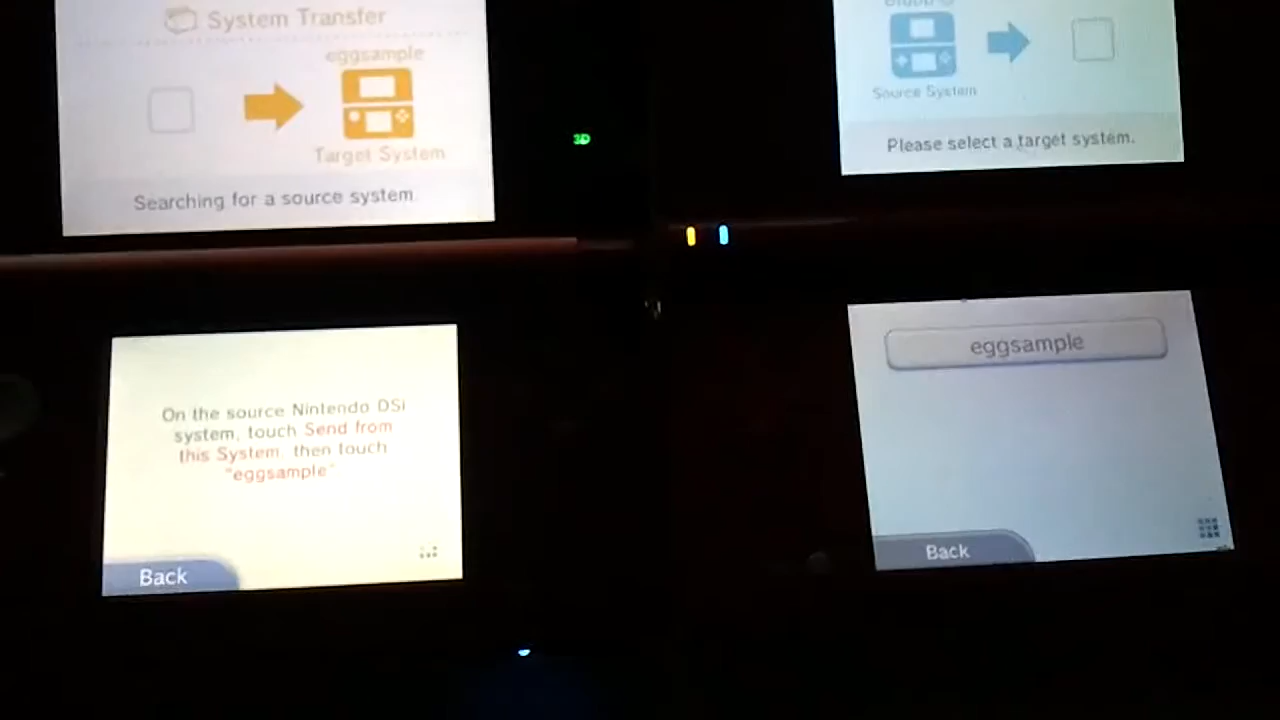 System Transfer
eggsample
Target System
Searching for a source system
3D
Source System
Please select a target system.
On the source Nintendo DSi
system, touch Send from
this System, then touch
"eggsample"
Back
eggsample
Back